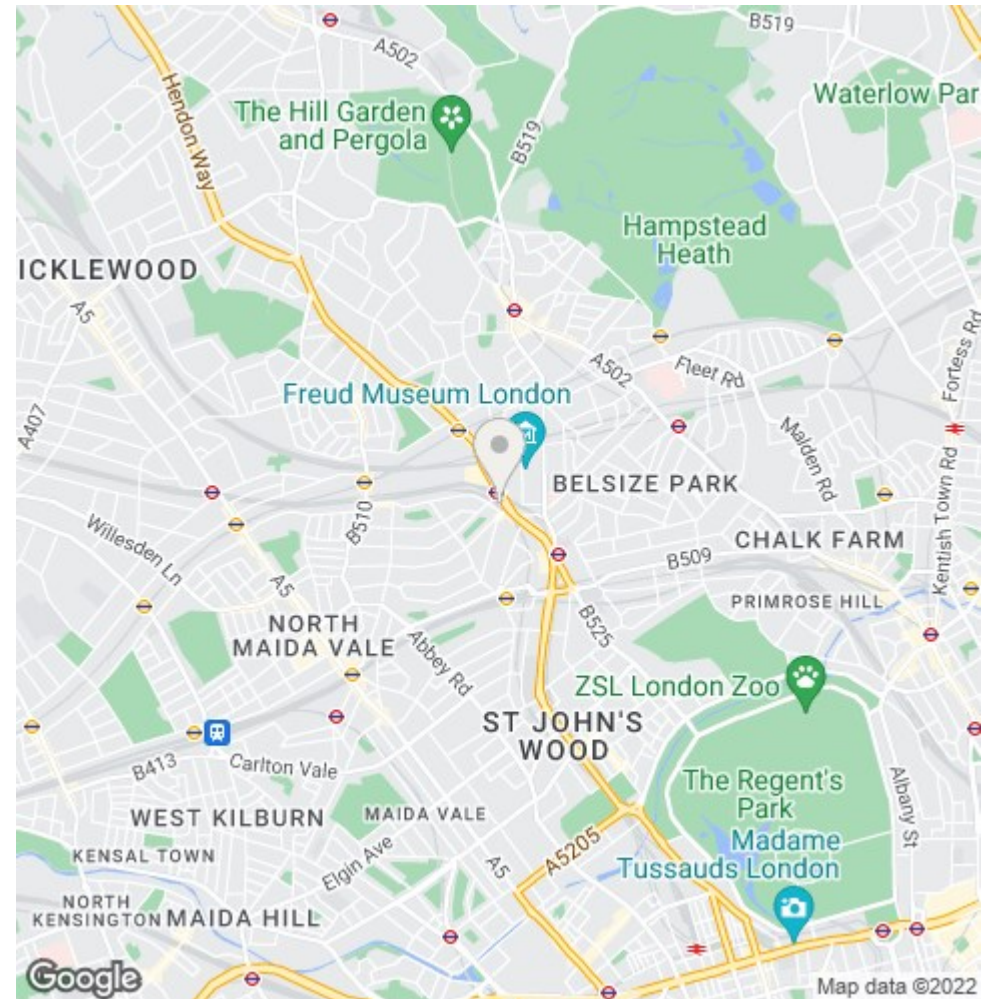 B519
A502
Hendon Way
The Hill Garden
and Pergola
B519
Waterlow Par
Hampstead
Heath
ICKLEWOOD
A5
A502
Fleet Rd
Fortess Rd
Freud Museum London
A407
Malden Rd
BELSIZE PARK
B510
Willesden Ln
Kentish Town Rd
CHALK FARM
B509
A5
PRIMROSE HILL
NORTH
MAIDA VALE
Abbey Rd
B525
ZSL London Zoo
ST JOHN'S
WOOD
B413
Carlton Vale
The Regent's
Park
Albany St
WEST KILBURN
MAIDA VALE
Madame
Tussauds London
KENSAL TOWN
Elgin Ave
A5
A5205
NORTH
KENSINGTON
MAIDA HILL
Google
Map data ©2022